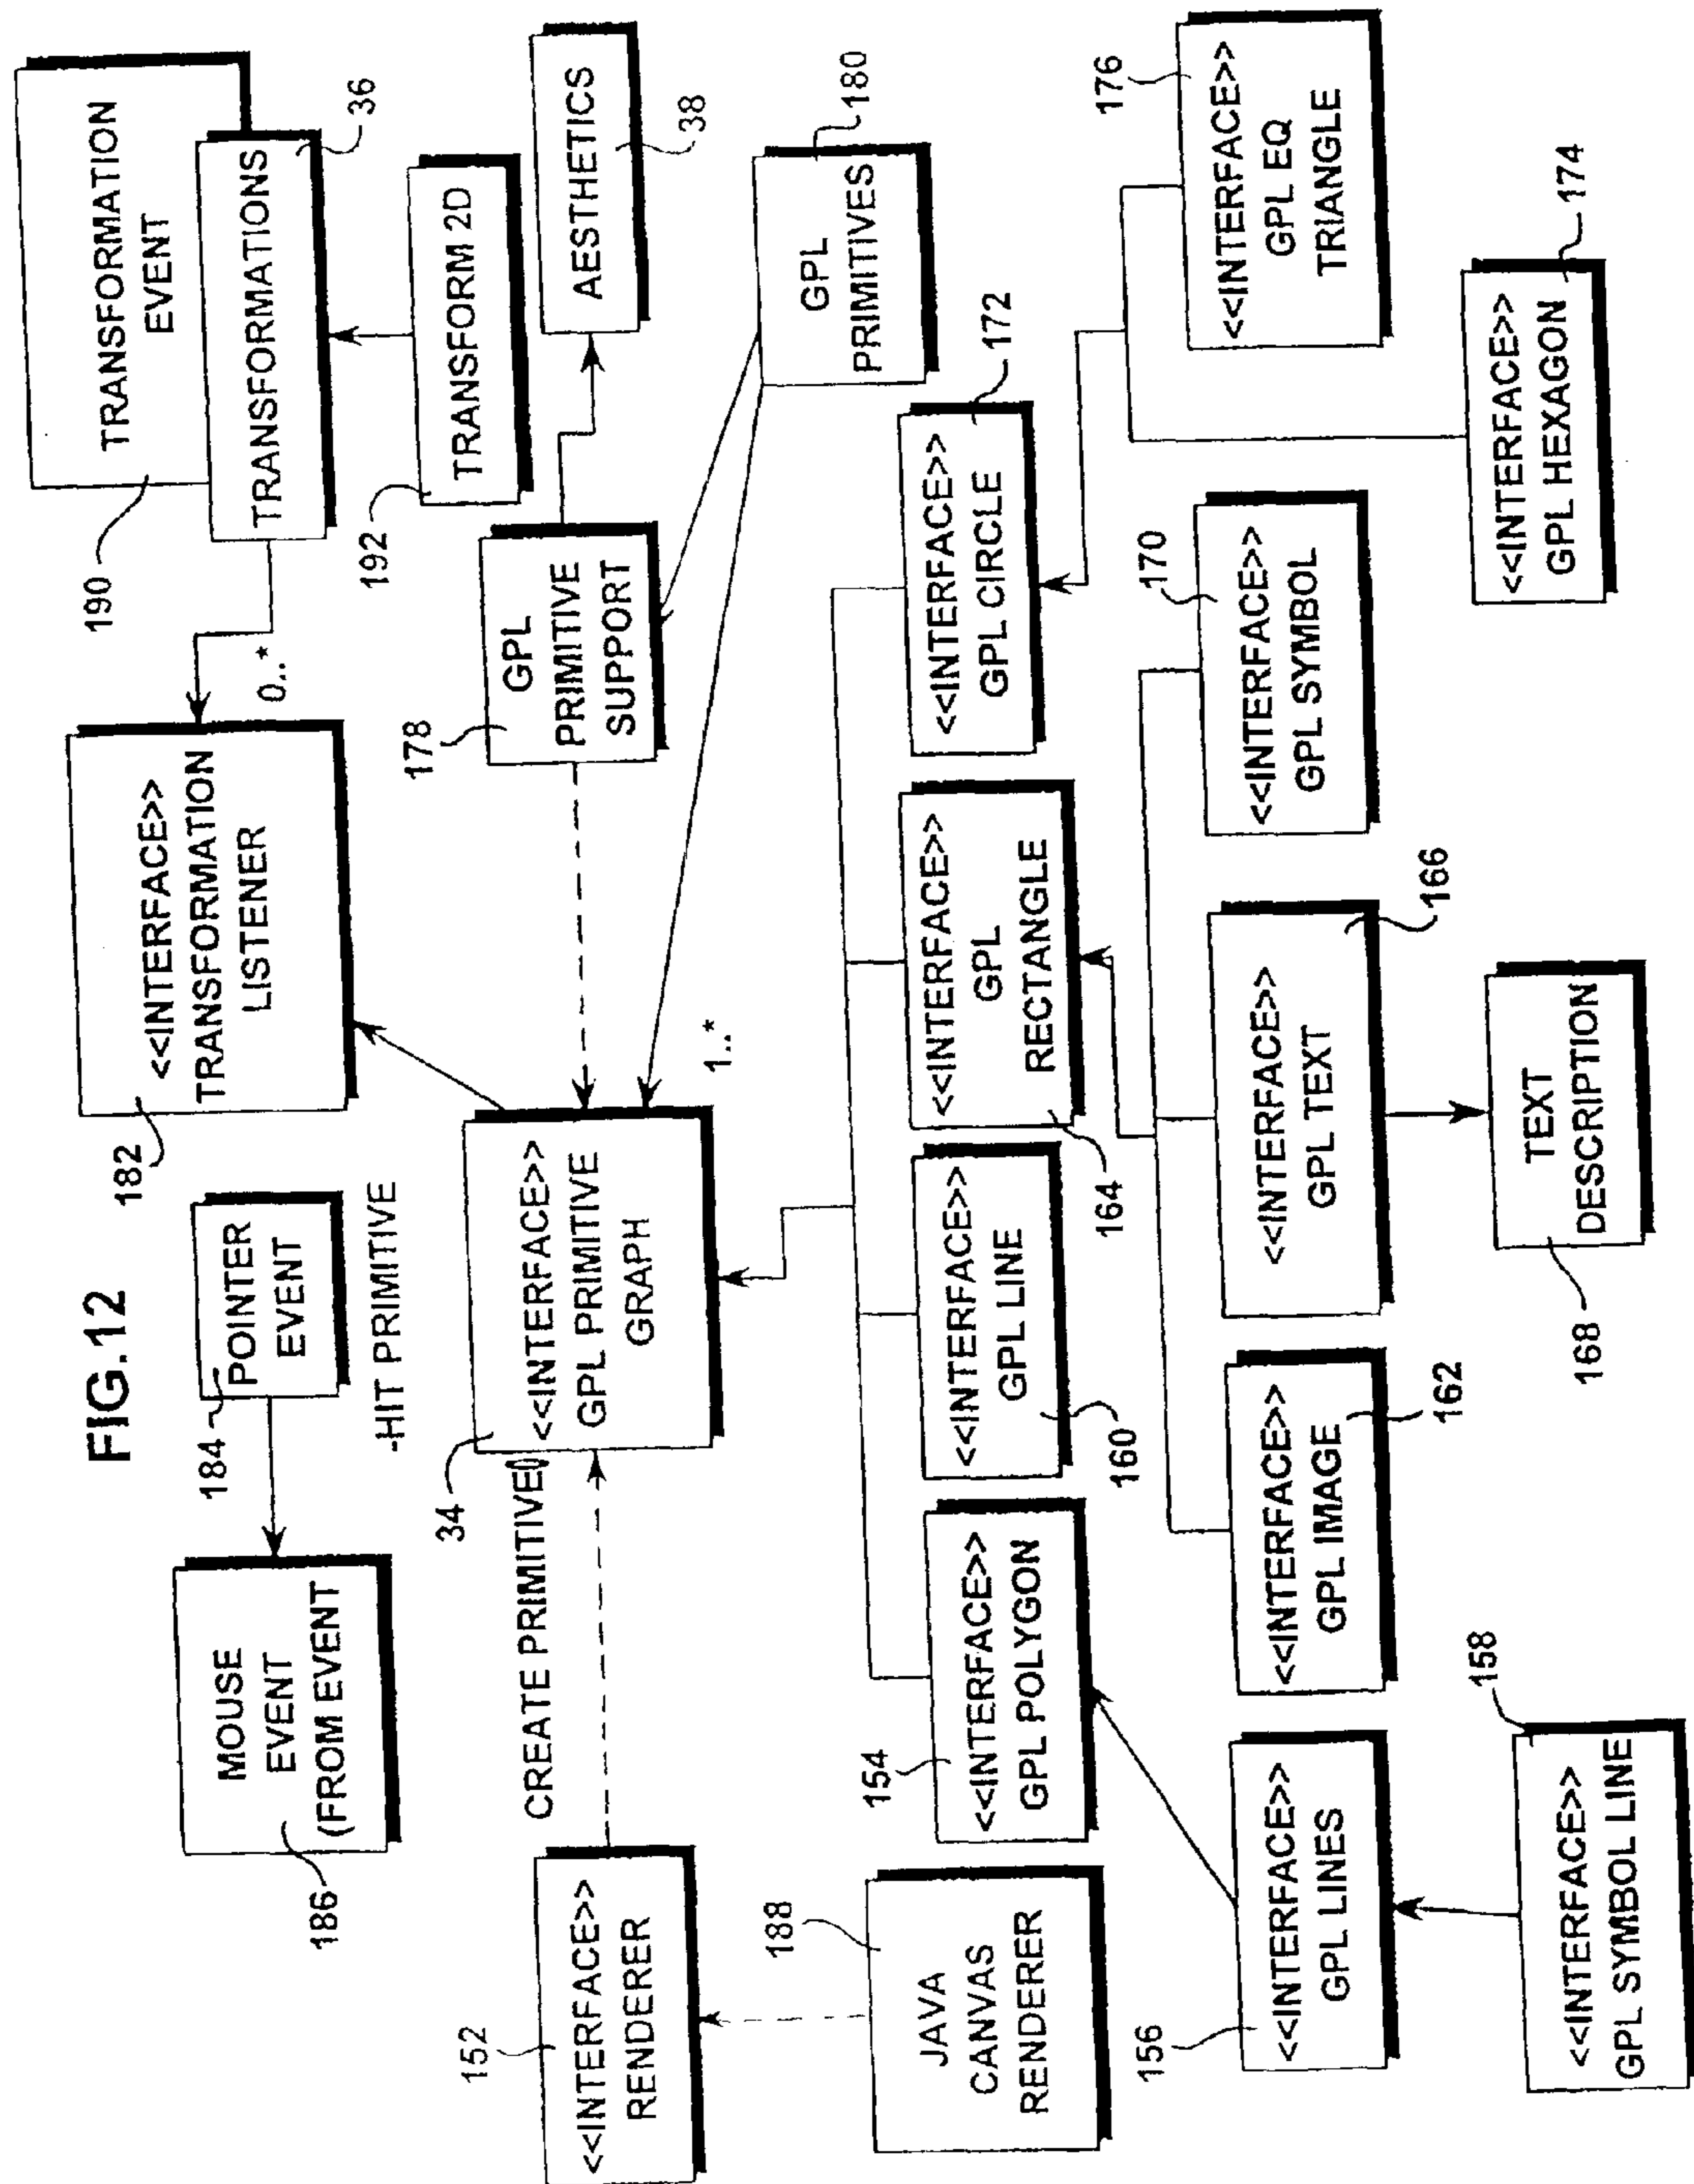 FIG.12
MOUSE
EVENT
(FROM EVENT)
186
184
POINTER
EVENT
-HIT PRIMITIVE
182
<<INTERFACE>>
TRANSFORMATION
LISTENER
0..*
190
TRANSFORMATION
EVENT
TRANSFORMATIONS
36
192
TRANSFORM 2D
152
<<INTERFACE>>
RENDERER
CREATE PRIMITIVE()
34
<<INTERFACE>>
GPL PRIMITIVE
GRAPH
1..*
178
GPL
PRIMITIVE
SUPPORT
AESTHETICS
38
GPL
PRIMITIVES
180
188
JAVA
CANVAS
RENDERER
154
<<INTERFACE>>
GPL POLYGON
<<INTERFACE>>
GPL LINE
160
<<INTERFACE>>
GPL
RECTANGLE
164
<<INTERFACE>>
GPL CIRCLE
172
156
<<INTERFACE>>
GPL LINES
<<INTERFACE>>
GPL IMAGE
162
<<INTERFACE>>
GPL TEXT
166
<<INTERFACE>>
GPL SYMBOL
170
<<INTERFACE>>
GPL EQ
TRIANGLE
176
<<INTERFACE>>
GPL SYMBOL LINE
158
TEXT
DESCRIPTION
168
<<INTERFACE>>
GPL HEXAGON
174